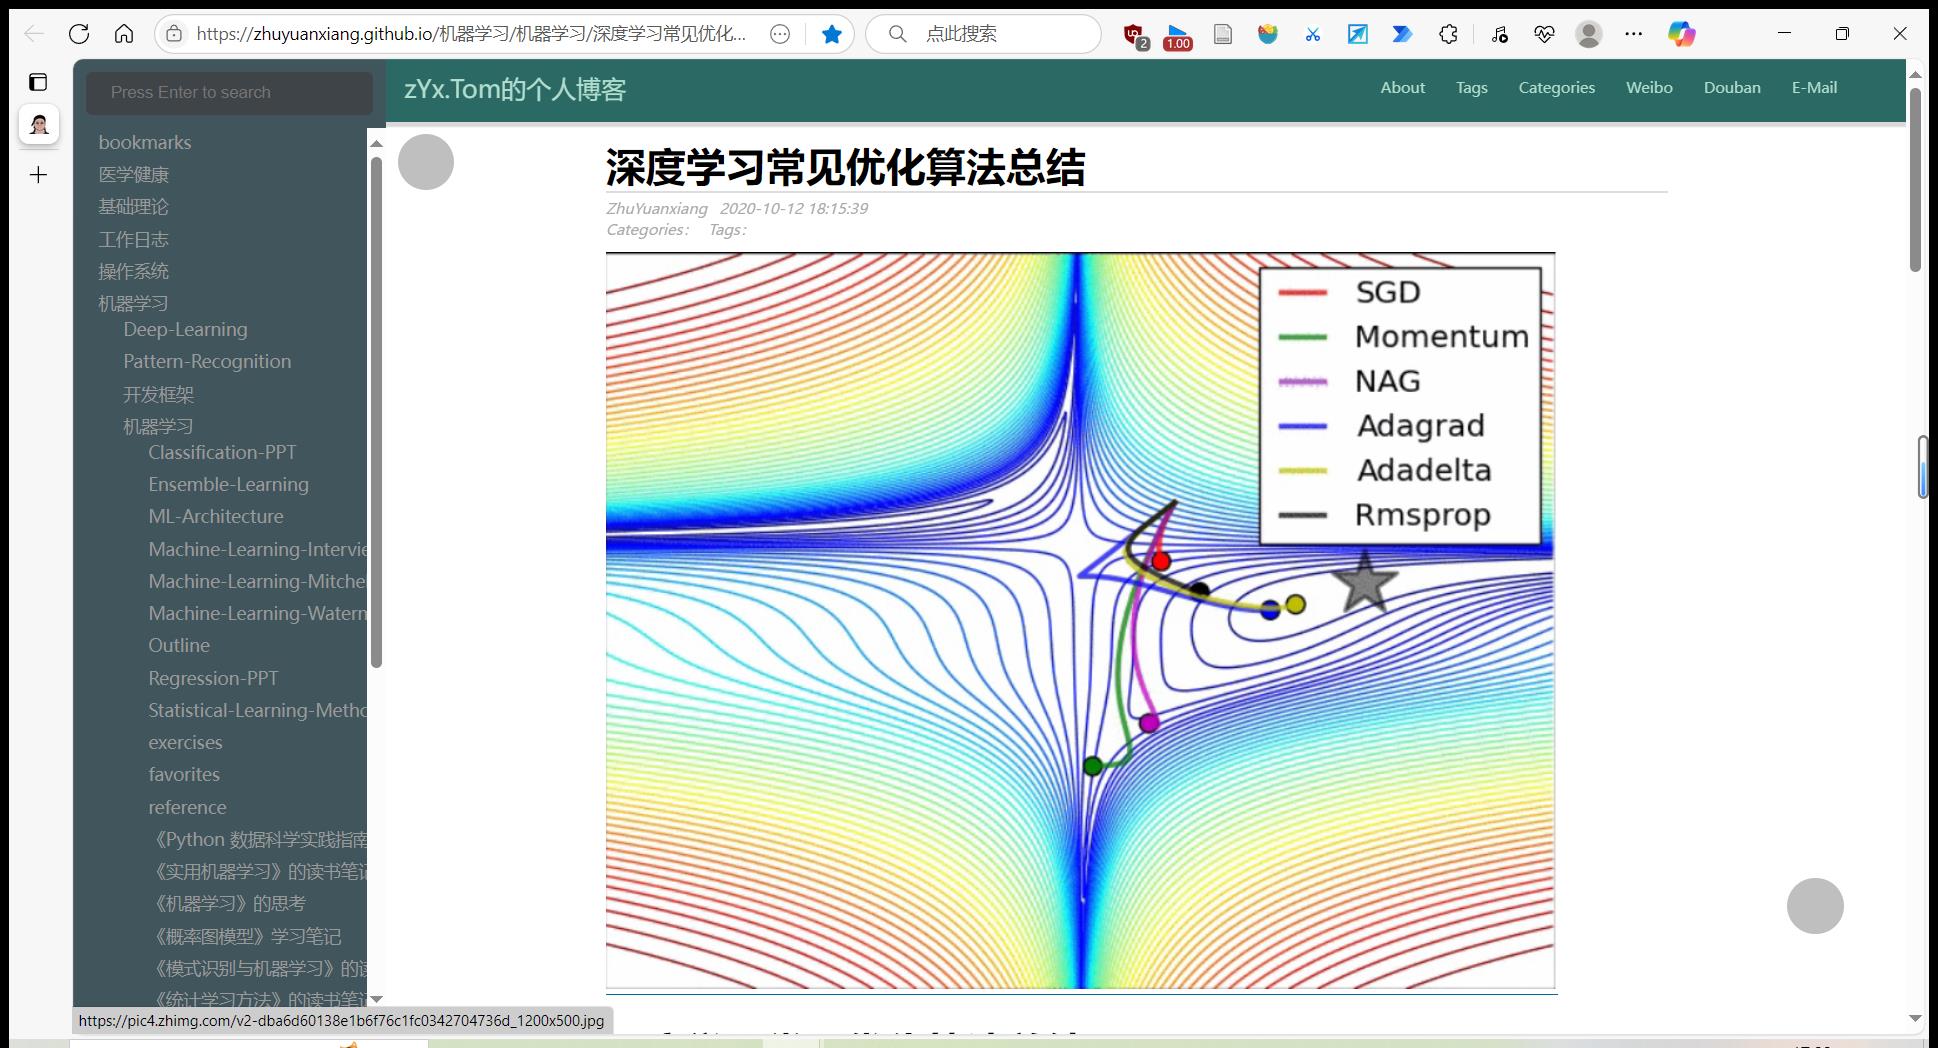 https://zhuyuanxiang.github.io/机器学习/机器学习/深度学习常见优化...
点此搜索
2
1.00
Press Enter to search
zYx.Tom的个人博客
About
Tags
Categories
Weibo
Douban
E-Mail
bookmarks
医学健康
基础理论
工作日志
操作系统
机器学习
Deep-Learning
Pattern-Recognition
开发框架
机器学习
Classification-PPT
Ensemble-Learning
ML-Architecture
Machine-Learning-Intervie
Machine-Learning-Mitche
Machine-Learning-Waterm
Outline
Regression-PPT
Statistical-Learning-Metho
exercises
favorites
reference
《Python 数据科学实践指南
《实用机器学习》的读书笔记
《机器学习》的思考
《概率图模型》学习笔记
《模式识别与机器学习》的读
《统计学习方法》的读书笔记
深度学习常见优化算法总结
ZhuYuanxiang 2020-10-12 18:15:39
Categories: Tags:
SGD
Momentum
NAG
Adagrad
Adadelta
Rmsprop
https://pic4.zhimg.com/v2-dba6d60138e1b6f76c1fc0342704736d_1200x500.jpg